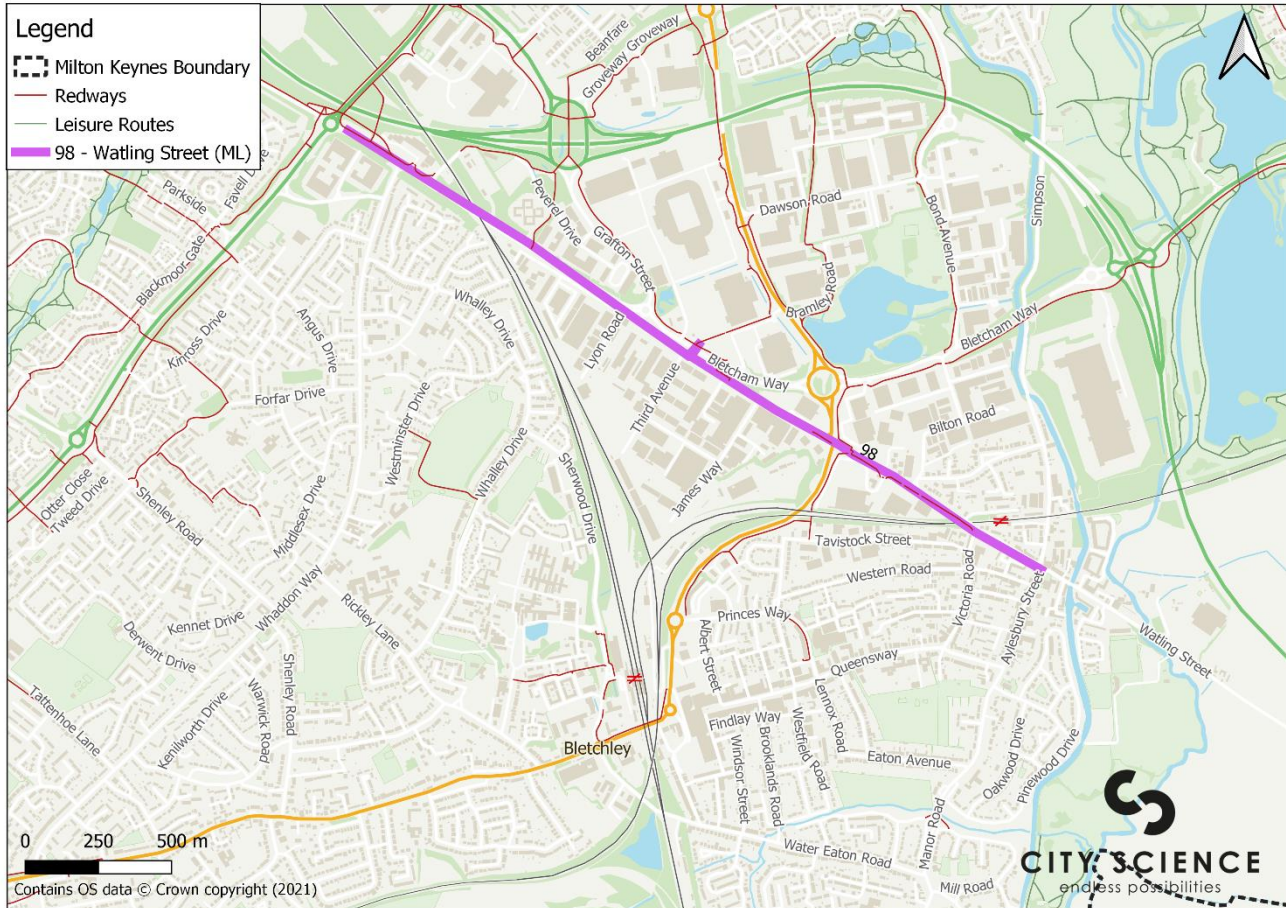 Legend
Milton Keynes Boundary
Redways
Leisure Routes
98 - Watling Street (ML)
Beanfare
Groveway Groveway
Parkside
Favell D
Blackmoor Gate
Peverel Drive
Grafton Street
Dawson Road
Bond Avenue
Simpson
Kinross Drive
Angus Drive
Whalley Drive
Lyon Road
Bramley Road
Bletcham Way
Bletcham Way
Third Avenue
Forfar Drive
Westminster Drive
Whalley Drive
Sherwood Drive
James Way
Bilton Road
98
Otter Close
Tweed Drive
Shenley Road
Middlesex Drive
Tavistock Street
Western Road
Victoria Road
Aylesbury Street
Watling Street
Whaddon Way
Kennet Drive
Rickley Lane
Derwent Drive
Princes Way
Albert Street
Queensway
Lennox Road
Tattenhoe Lane
Kenilworth Drive
Warwick Road
Shenley Road
Bletchley
Findlay Way
Windsor Street
Brooklands Road
Westfield Road
Eaton Avenue
Oakwood Drive
Pinewood Drive
Manor Road
Water Eaton Road
Mill Road
0 250 500 m
Contains OS data © Crown copyright (2021)
CITY SCIENCE
endless possibilities